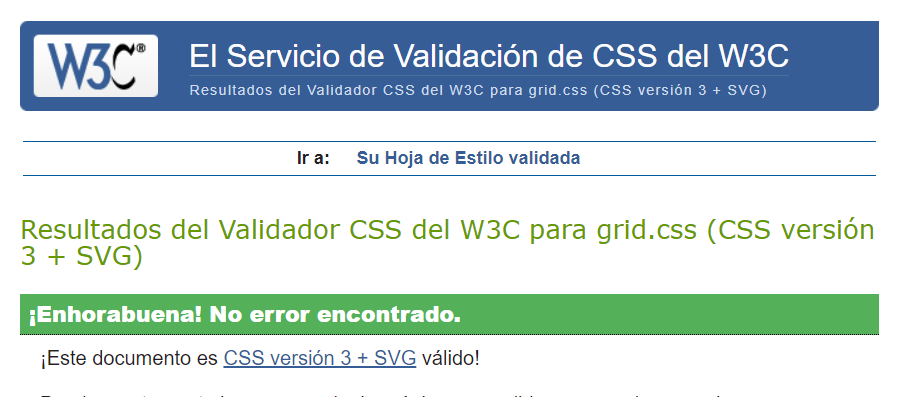 W3C®
El Servicio de Validación de CSS del W3C
Resultados del Validador CSS del W3C para grid.css (CSS versión 3 + SVG)
Ir a: Su Hoja de Estilo validada
Resultados del Validador CSS del W3C para grid.css (CSS versión
3 + SVG)
¡Enhorabuena! No error encontrado.
¡Este documento es CSS versión 3 + SVG válido!